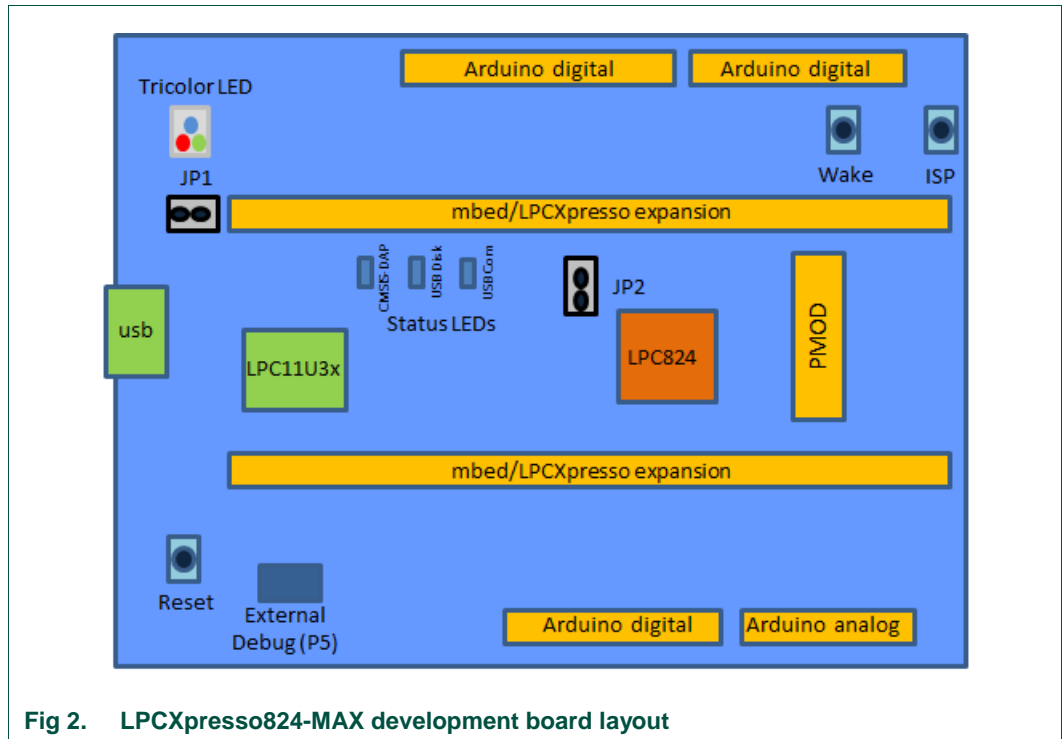 Arduino digital
Arduino digital
Tricolor LED
Wake
ISP
JP1
mbed/LPCXpresso expansion
CMSIS-DAP
USB Disk
USB Com
Status LEDs
JP2
usb
LPC11U3x
LPC824
PMOD
mbed/LPCXpresso expansion
Reset
External
Debug (P5)
Arduino digital
Arduino analog
Fig 2. LPCXpresso824-MAX development board layout